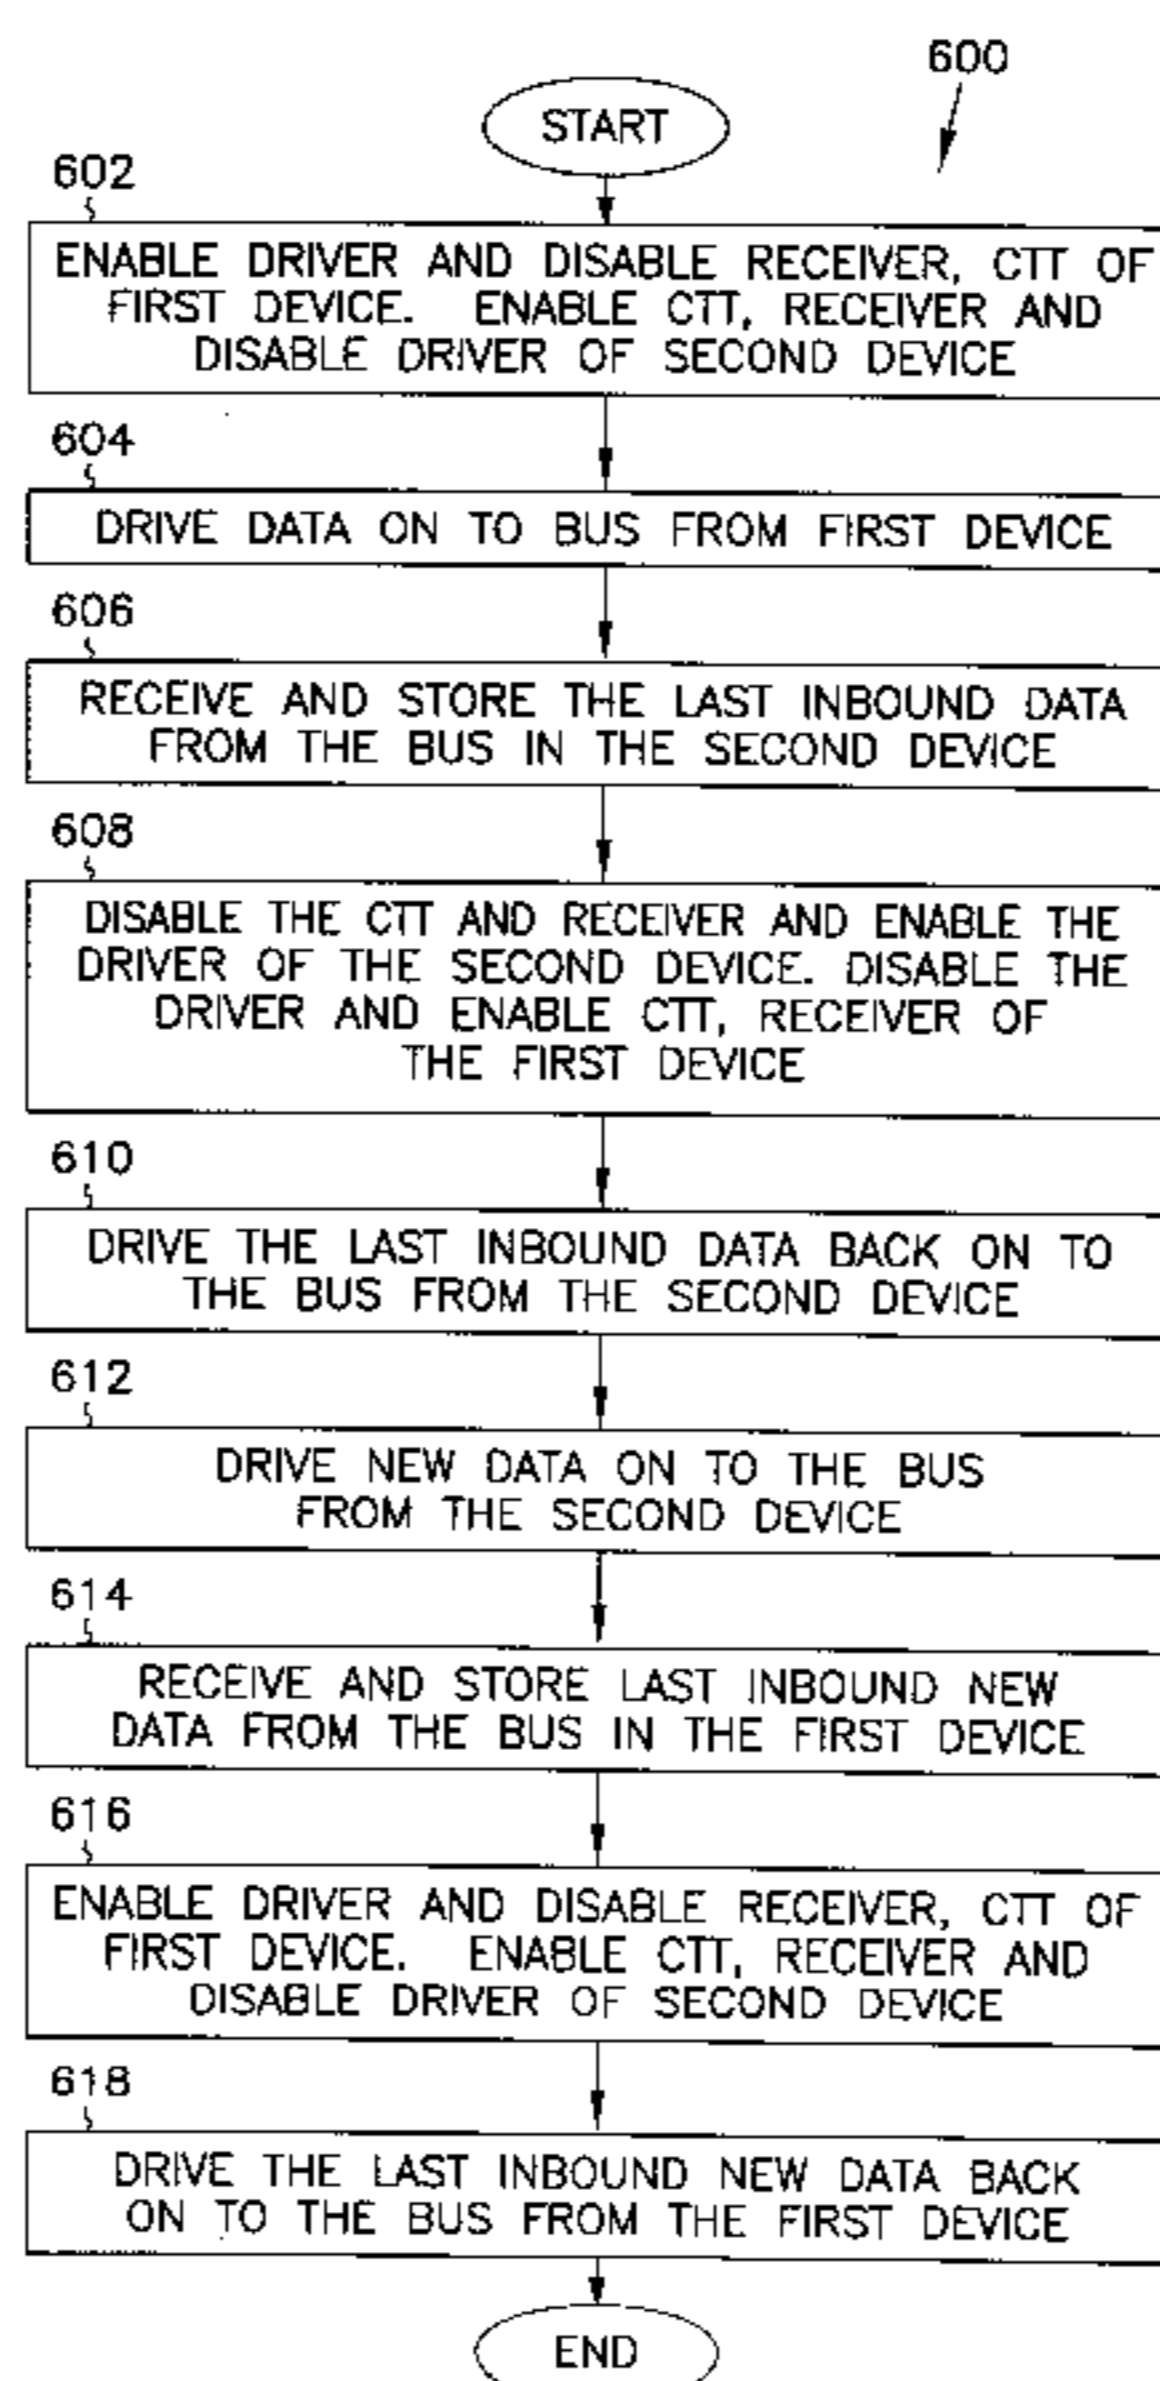 600
START
602
ENABLE DRIVER AND DISABLE RECEIVER, CTT OF
FIRST DEVICE. ENABLE CTT, RECEIVER AND
DISABLE DRIVER OF SECOND DEVICE
604
DRIVE DATA ON TO BUS FROM FIRST DEVICE
606
RECEIVE AND STORE THE LAST INBOUND DATA
FROM THE BUS IN THE SECOND DEVICE
608
DISABLE THE CTT AND RECEIVER AND ENABLE THE
DRIVER OF THE SECOND DEVICE. DISABLE THE
DRIVER AND ENABLE CTT, RECEIVER OF
THE FIRST DEVICE
610
DRIVE THE LAST INBOUND DATA BACK ON TO
THE BUS FROM THE SECOND DEVICE
612
DRIVE NEW DATA ON TO THE BUS
FROM THE SECOND DEVICE
614
RECEIVE AND STORE LAST INBOUND NEW
DATA FROM THE BUS IN THE FIRST DEVICE
616
ENABLE DRIVER AND DISABLE RECEIVER, CTT OF
FIRST DEVICE. ENABLE CTT, RECEIVER AND
DISABLE DRIVER OF SECOND DEVICE
618
DRIVE THE LAST INBOUND NEW DATA BACK
ON TO THE BUS FROM THE FIRST DEVICE
END